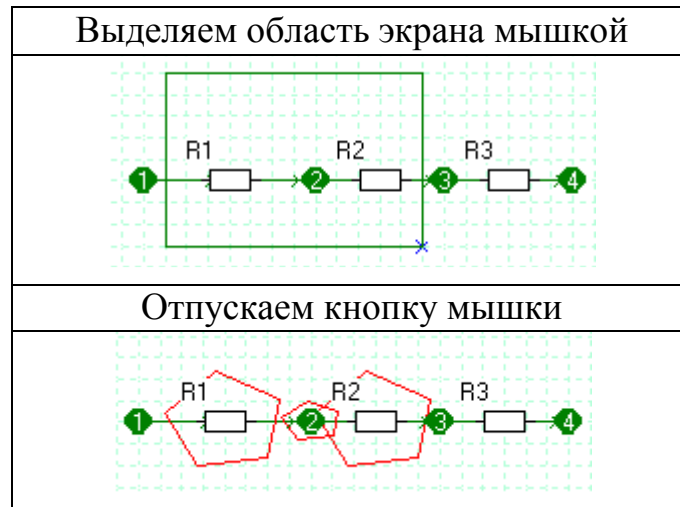 Выделяем область экрана мышкой
R1 R2 R3
1 2 3 4
Отпускаем кнопку мышки
R1 R2 R3
1 2 3 4